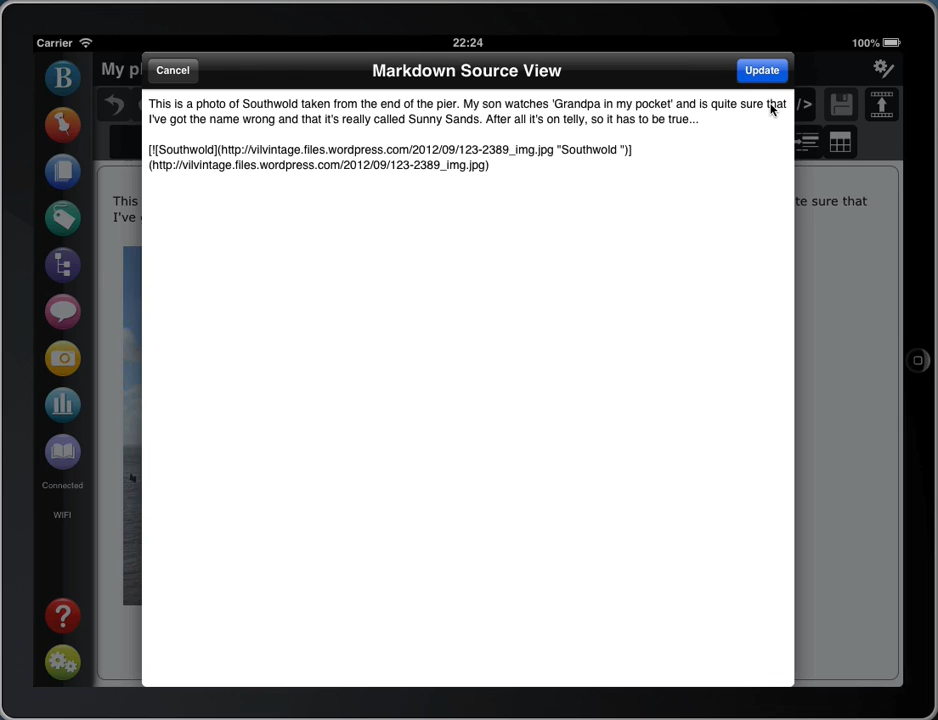 Carrier
22:24
100%
B
My p
Cancel
Markdown Source View
Update
/>
This is a photo of Southwold taken from the end of the pier. My son watches 'Grandpa in my pocket' and is quite sure that
I've got the name wrong and that it's really called Sunny Sands. After all it's on telly, so it has to be true...
[![Southwold](http://vilvintage.files.wordpress.com/2012/09/123-2389_img.jpg "Southwold ")]
(http://vilvintage.files.wordpress.com/2012/09/123-2389_img.jpg)
This
te sure that
I've
Connected
WIFI
?